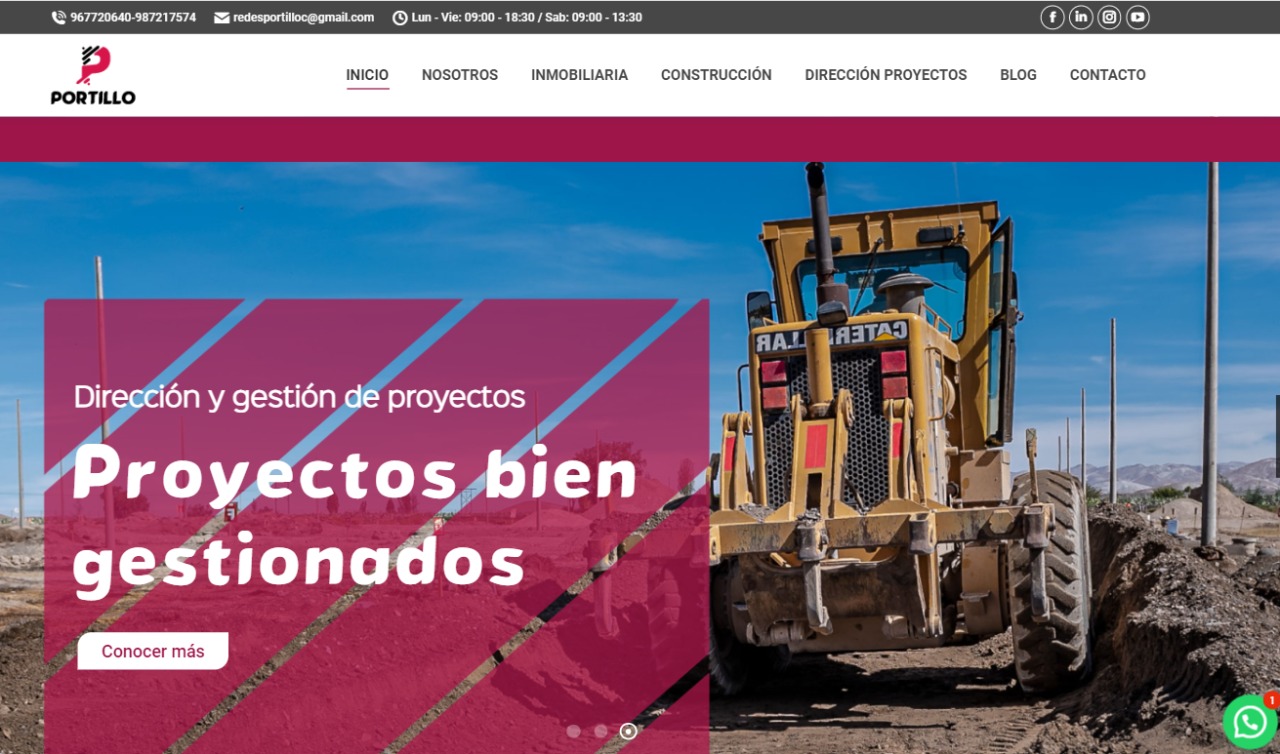 967720640-987217574
redesportilloc@gmail.com
Lun - Vie: 09:00 - 18:30 / Sab: 09:00 - 13:30
PORTILLO
INICIO
NOSOTROS
INMOBILIARIA
CONSTRUCCIÓN
DIRECCIÓN PROYECTOS
BLOG
CONTACTO
CATERPILLAR
Dirección y gestión de proyectos
Proyectos bien
gestionados
Conocer más
1